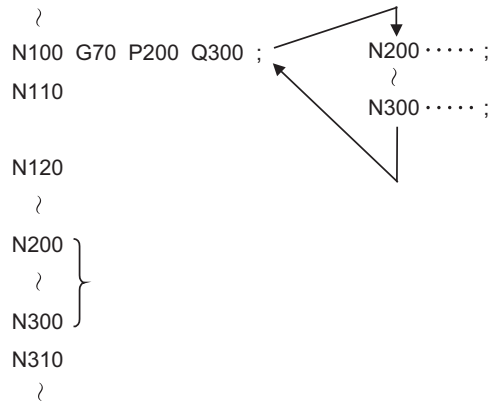 ~
N100 G70 P200 Q300 ;
N110
N120
~
N200
~
N300
N310
~
N200 ····· ;
~
N300 ····· ;